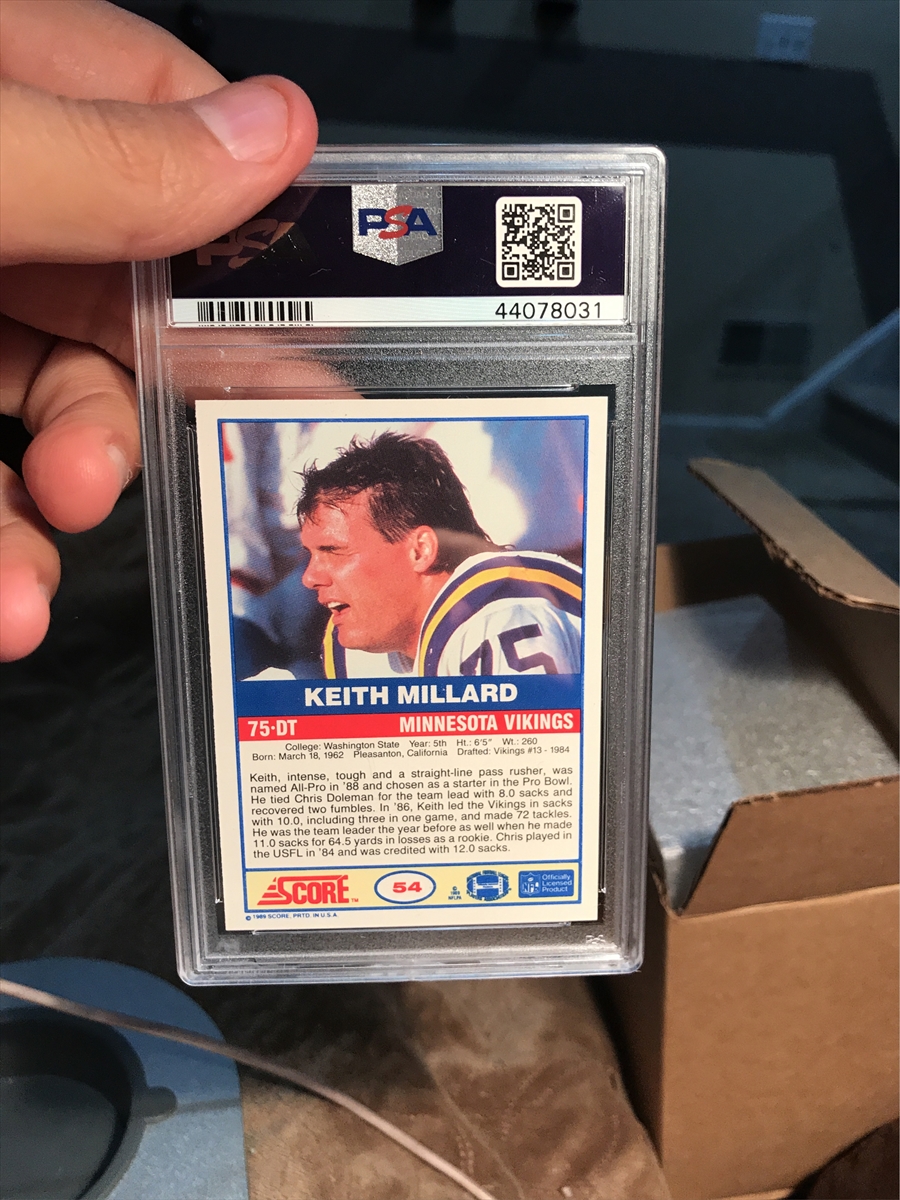 PSA
44078031
75
KEITH MILLARD
75·DT MINNESOTA VIKINGS
College: Washington State Year: 5th Ht.: 6'5" Wt.: 260
Born: March 18, 1962 Pleasanton, California Drafted: Vikings #13 - 1984
Keith, intense, tough and a straight-line pass rusher, was
named All-Pro in '88 and chosen as a starter in the Pro Bowl.
He tied Chris Doleman for the team lead with 8.0 sacks and
recovered two fumbles. In '86, Keith led the Vikings in sacks
with 10.0, including three in one game, and made 72 tackles.
He was the team leader the year before as well when he made
11.0 sacks for 64.5 yards in losses as a rookie. Chris played in
the USFL in '84 and was credited with 12.0 sacks.
SCORE™ 54 © 1989 NFLPA NFL Officially
Licensed
Product
© 1989 SCORE, PRTD. IN U.S.A.